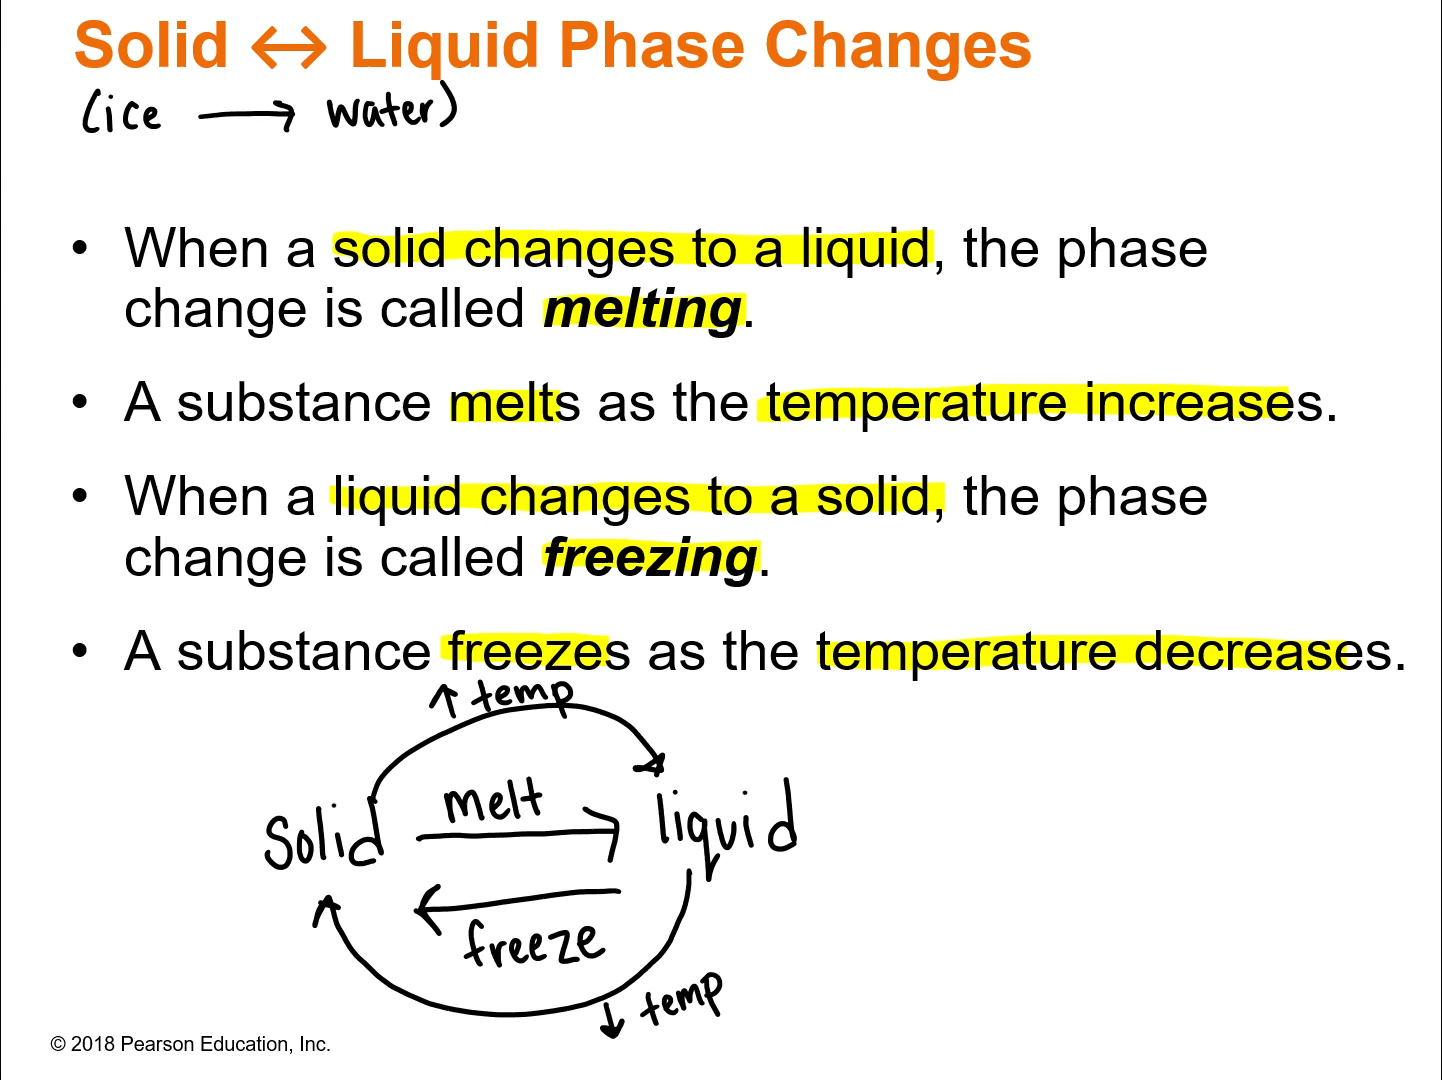 Solid ↔ Liquid Phase Changes
(ice → water)
• When a solid changes to a liquid, the phase
change is called melting.
• A substance melts as the temperature increases.
• When a liquid changes to a solid, the phase
change is called freezing.
• A substance freezes as the temperature decreases.
↑ temp
Solid melt → liquid
← freeze
↓ temp
© 2018 Pearson Education, Inc.